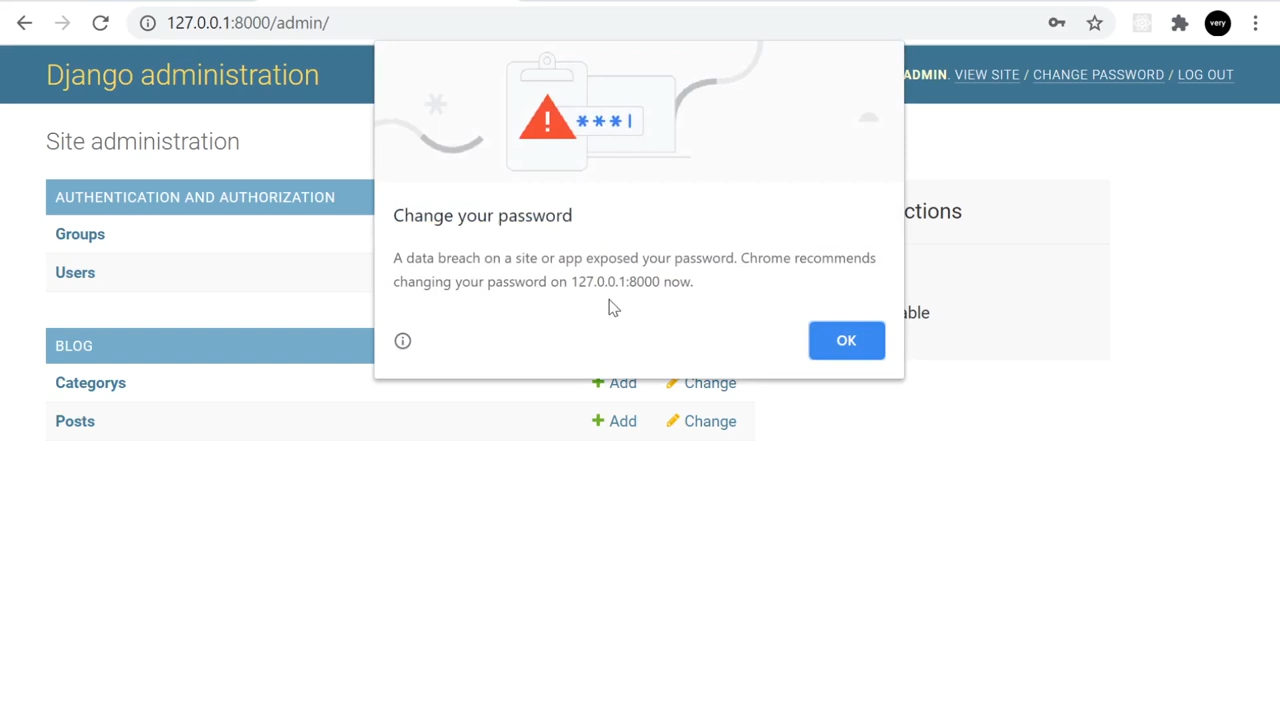 127.0.0.1:8000/admin/
very
Django administration
ADMIN. VIEW SITE / CHANGE PASSWORD / LOG OUT
Site administration
AUTHENTICATION AND AUTHORIZATION
Groups
Users
BLOG
Categorys
Add
Change
Posts
Add
Change
***
Change your password
A data breach on a site or app exposed your password. Chrome recommends
changing your password on 127.0.0.1:8000 now.
OK
ctions
able